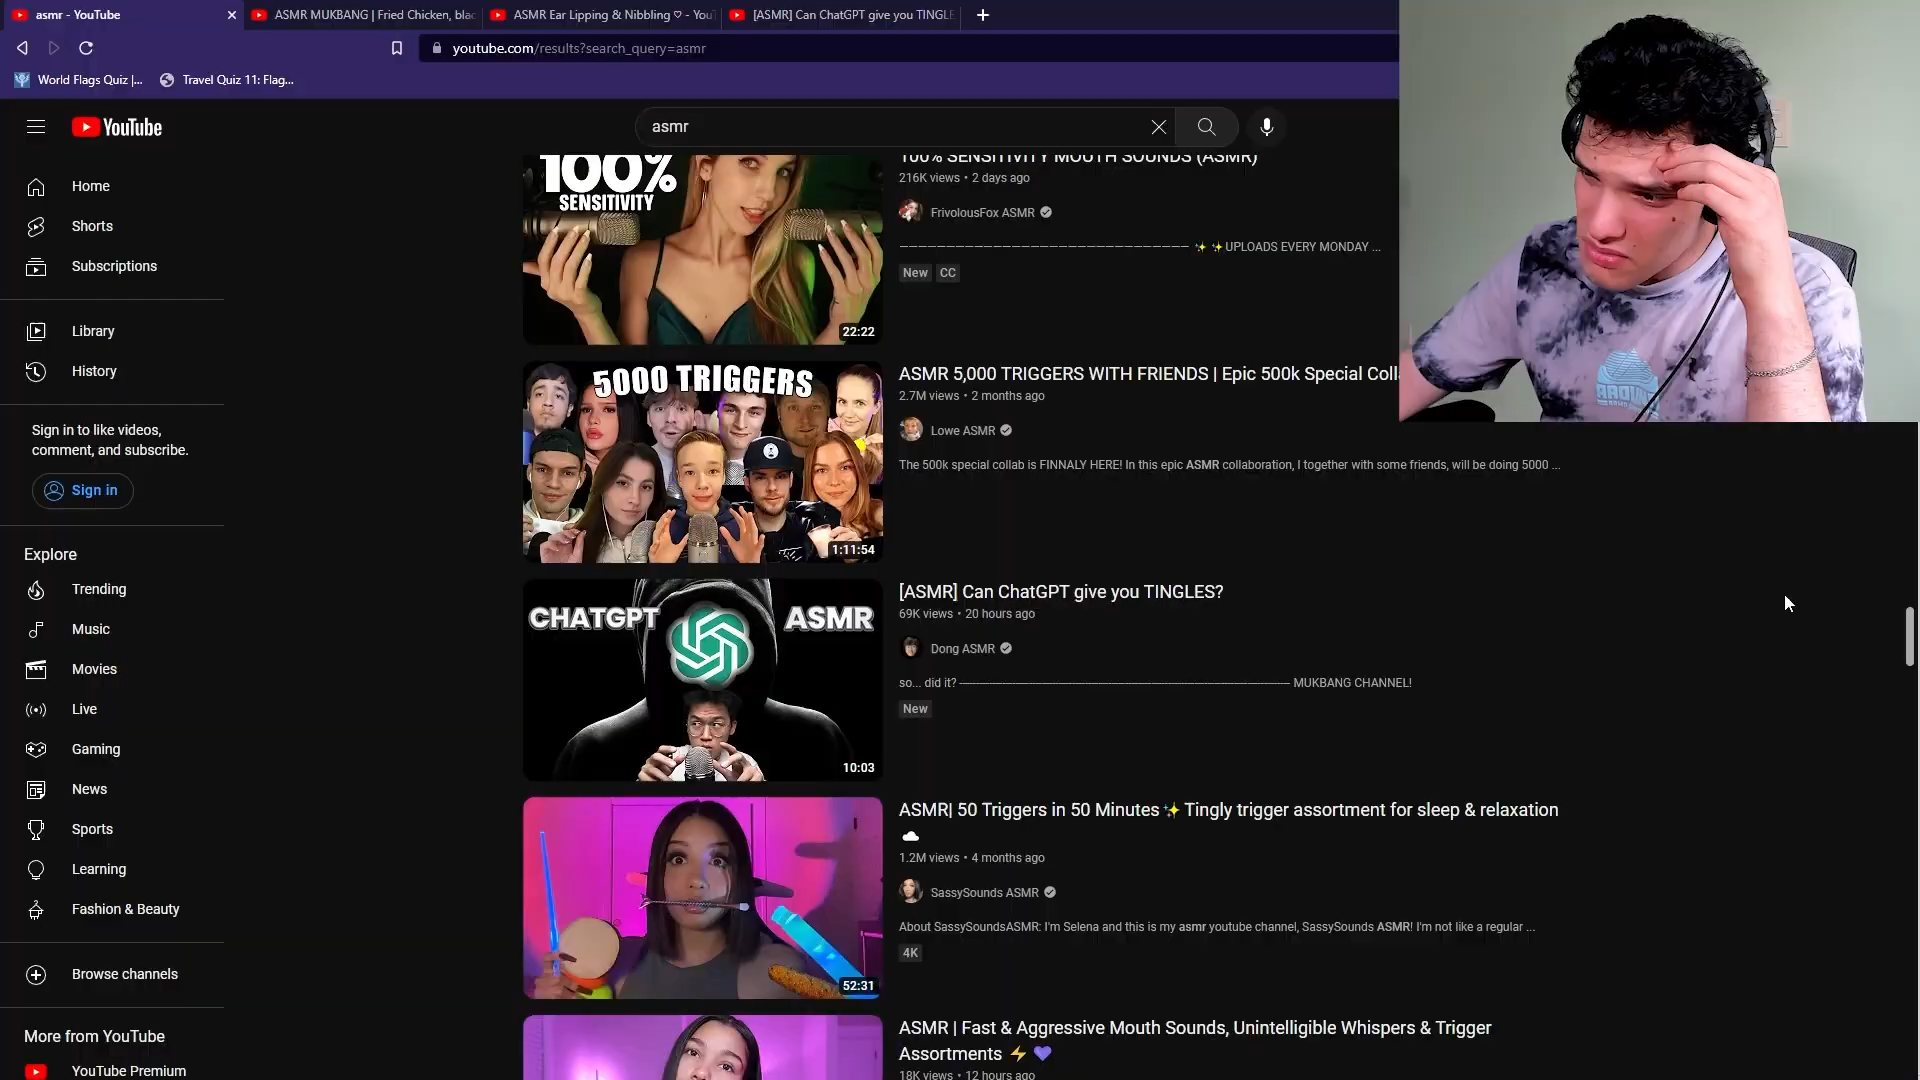 asmr - YouTube
ASMR MUKBANG | Fried Chicken, blac
ASMR Ear Lipping & Nibbling ♡ - YouT
[ASMR] Can ChatGPT give you TINGLE
youtube.com/results?search_query=asmr
World Flags Quiz |...
Travel Quiz 11: Flag...
YouTube
asmr
Home
Shorts
Subscriptions
Library
History
Sign in to like videos,
comment, and subscribe.
Sign in
Explore
Trending
Music
Movies
Live
Gaming
News
Sports
Learning
Fashion & Beauty
Browse channels
More from YouTube
YouTube Premium
100%
SENSITIVITY
22:22
100% SENSITIVITY MOUTH SOUNDS (ASMR)
216K views • 2 days ago
FrivolousFox ASMR
——————————————————————————————— ✨ ✨UPLOADS EVERY MONDAY ...
New CC
5000 TRIGGERS
1:11:54
ASMR 5,000 TRIGGERS WITH FRIENDS | Epic 500k Special Coll
2.7M views • 2 months ago
Lowe ASMR
The 500k special collab is FINNALY HERE! In this epic ASMR collaboration, I together with some friends, will be doing 5000 ...
CHATGPT ASMR
10:03
[ASMR] Can ChatGPT give you TINGLES?
69K views • 20 hours ago
Dong ASMR
so... did it? ——————————————————————————————— MUKBANG CHANNEL!
New
52:31
ASMR| 50 Triggers in 50 Minutes✨Tingly trigger assortment for sleep & relaxation
☁
1.2M views • 4 months ago
SassySounds ASMR
About SassySoundsASMR: I'm Selena and this is my asmr youtube channel, SassySounds ASMR! I'm not like a regular ...
4K
ASMR | Fast & Aggressive Mouth Sounds, Unintelligible Whispers & Trigger
Assortments ⚡ 💜
18K views • 12 hours ago